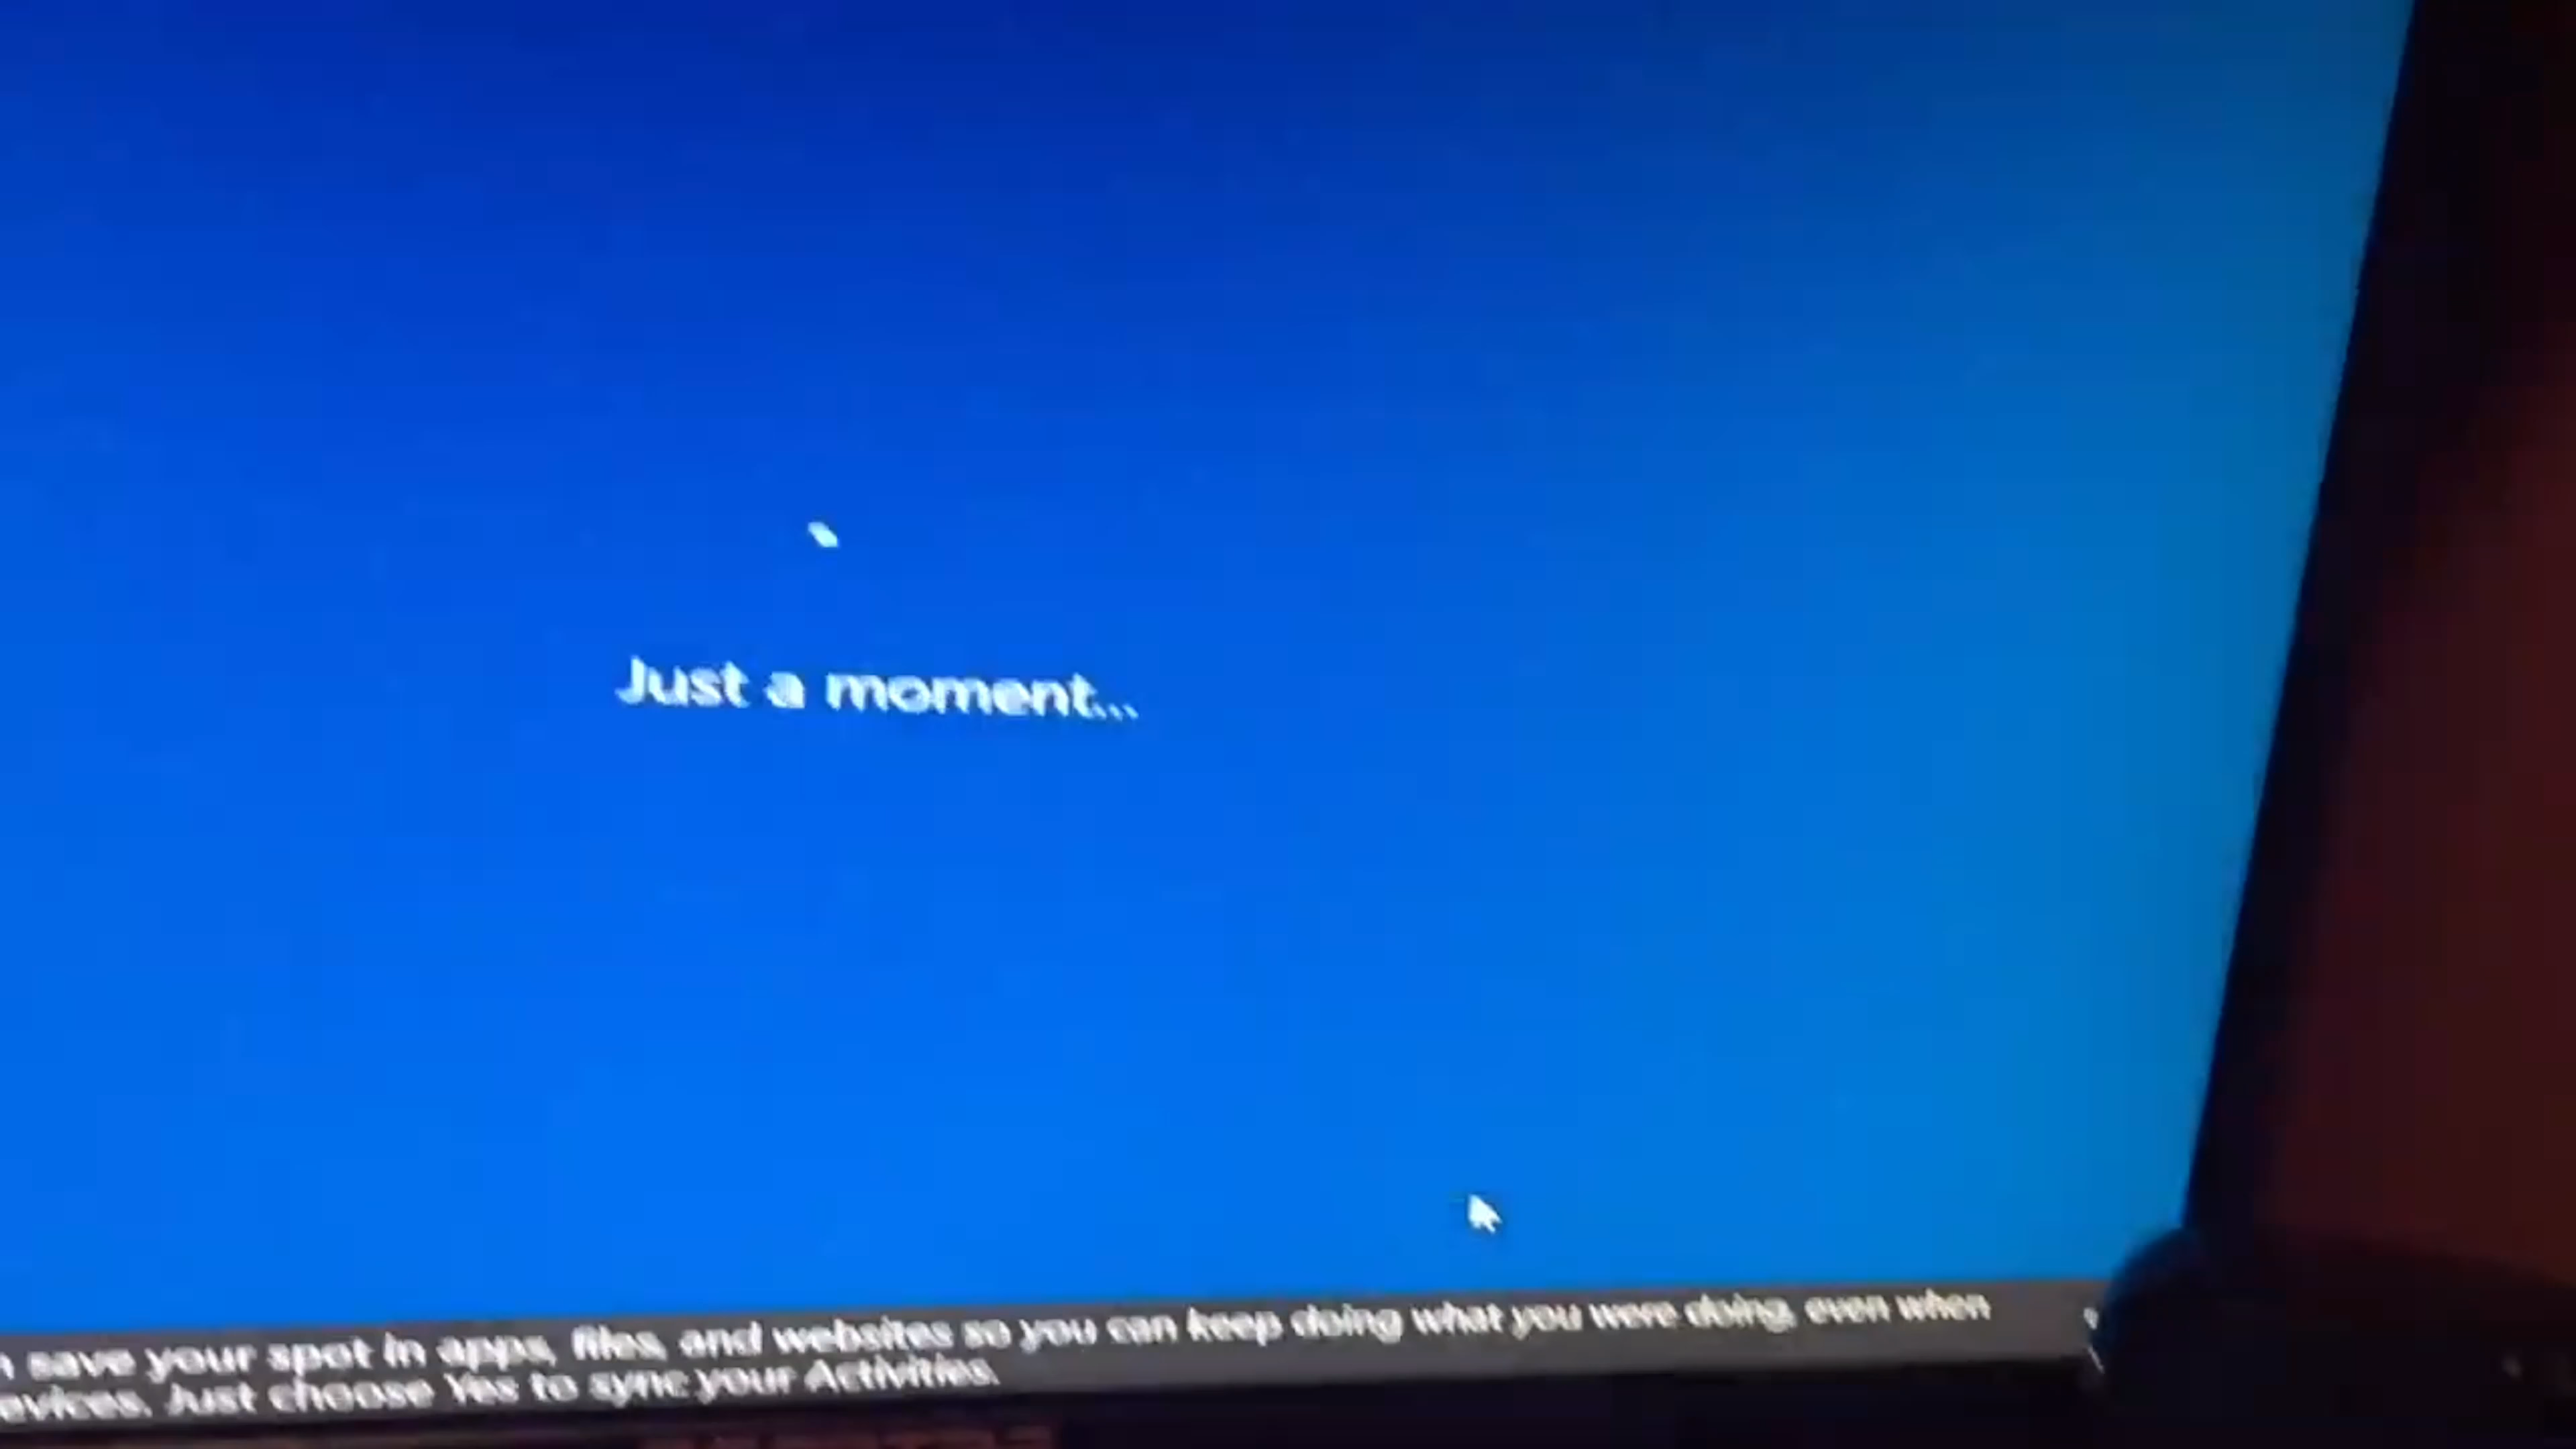 Just a moment...
save your spot in apps, files, and websites so you can keep doing what you were doing, even when
evices. Just choose Yes to sync your Activities.